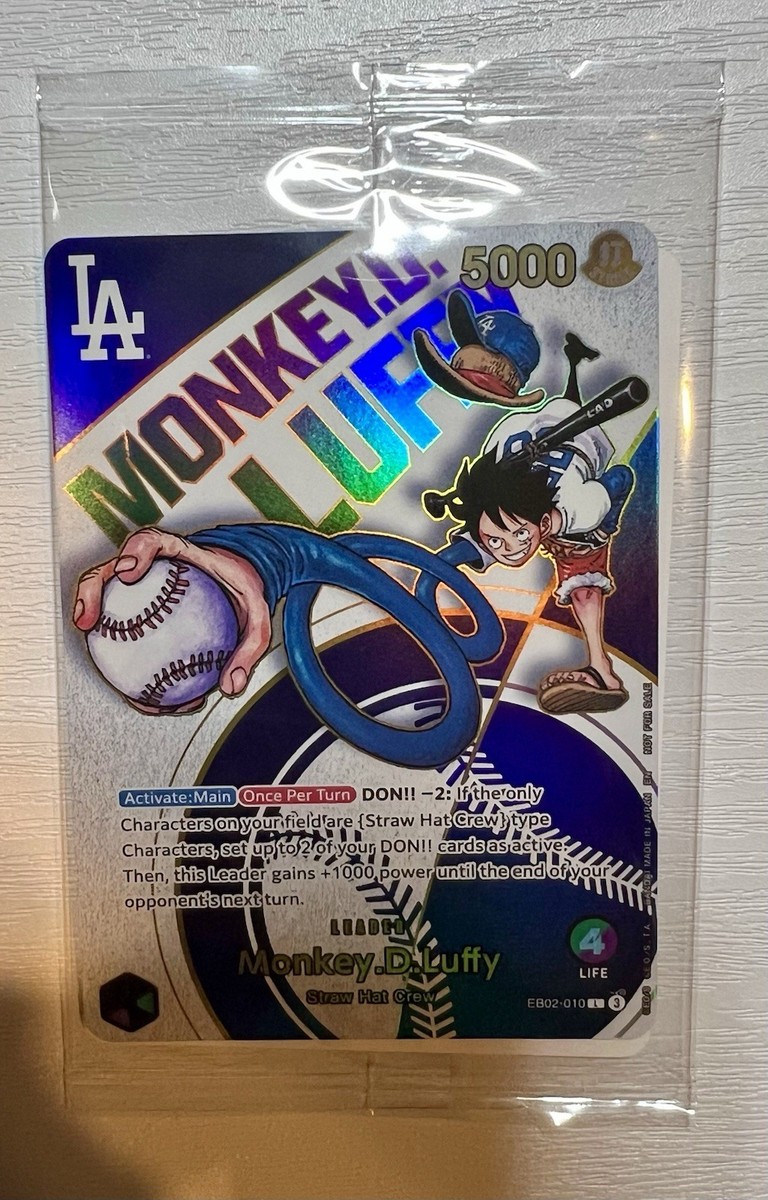 LA
MONKEY.D.
LUFFY
5000
LAD
NOT FOR SALE
Activate:Main Once Per Turn DON!! −2: If the only
Characters on your field are {Straw Hat Crew} type
Characters, set up to 2 of your DON!! cards as active.
Then, this Leader gains +1000 power until the end of your
opponent's next turn.
LEADER
Monkey.D.Luffy
Straw Hat Crew
4
LIFE
EB02-010 L 3
MADE IN JAPAN EN